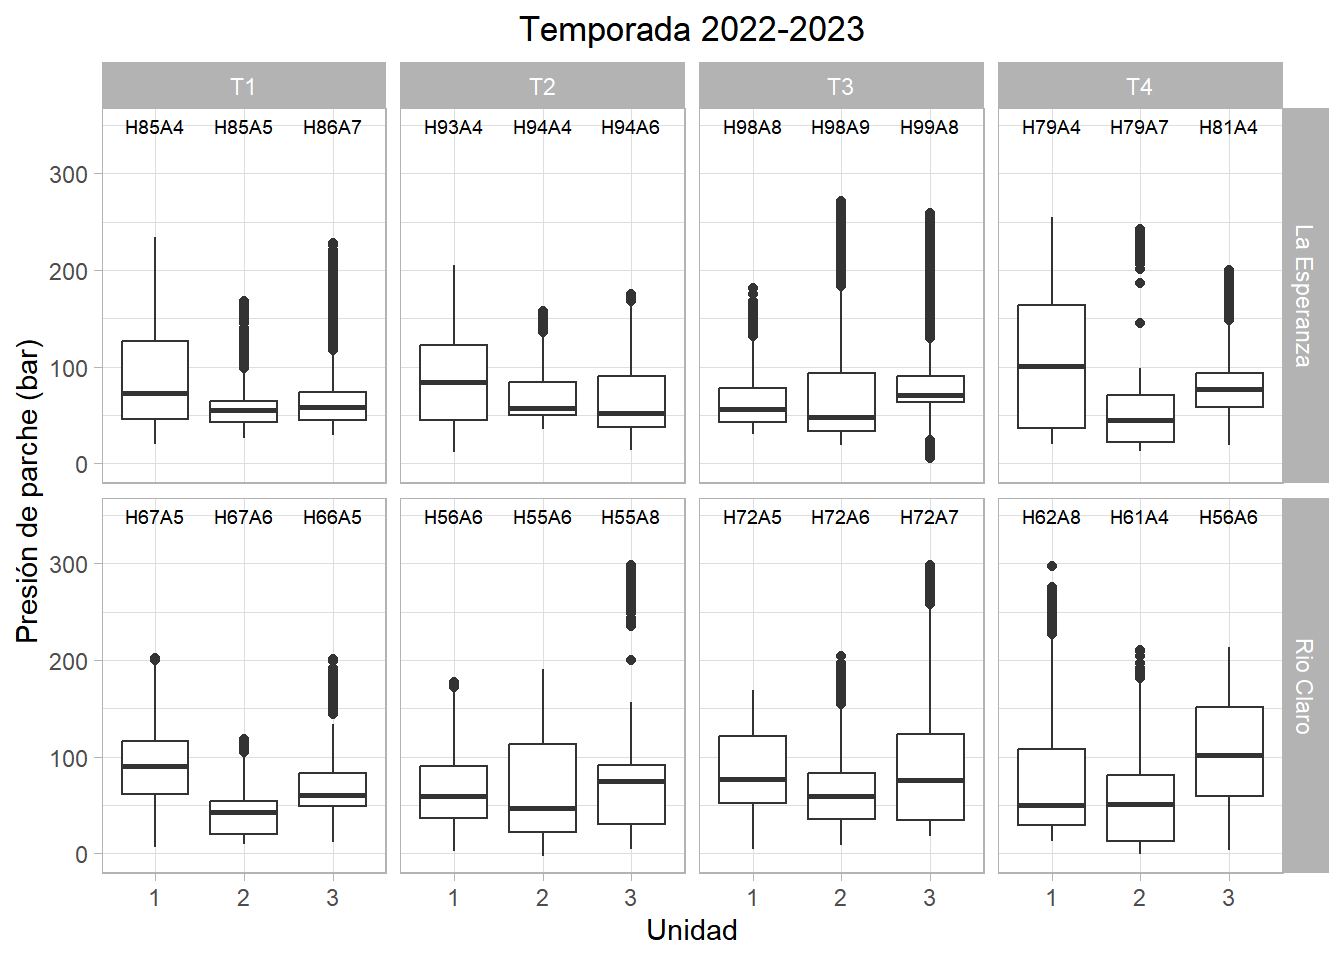 Temporada 2022-2023
T1 T2 T3 T4
H85A4 H85A5 H86A7 H93A4 H94A4 H94A6 H98A8 H98A9 H99A8 H79A4 H79A7 H81A4
300
200
100
0
La Esperanza
H67A5 H67A6 H66A5 H56A6 H55A6 H55A8 H72A5 H72A6 H72A7 H62A8 H61A4 H56A6
300
200
100
0
Rio Claro
Presión de parche (bar)
1 2 3 1 2 3 1 2 3 1 2 3
Unidad